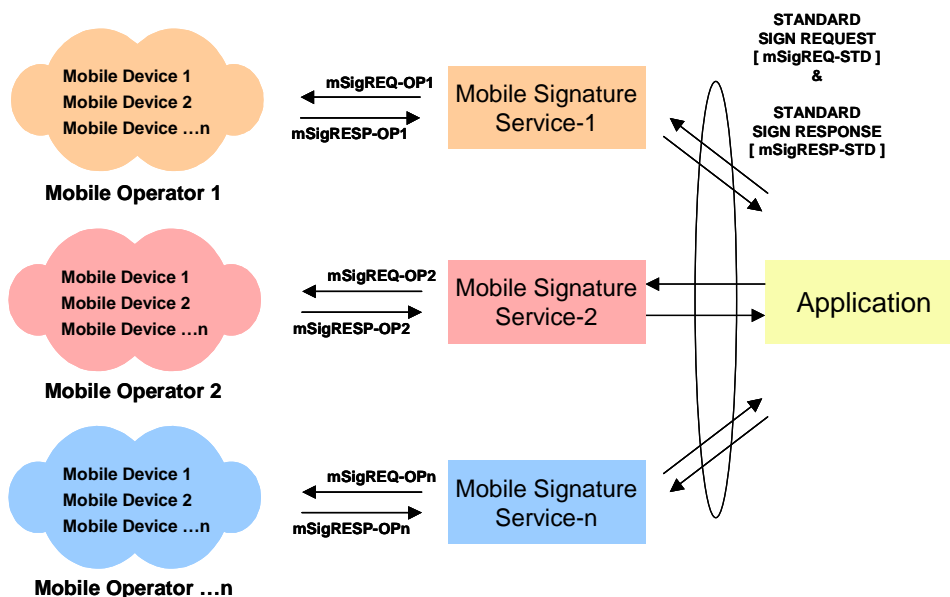 STANDARD
SIGN REQUEST
[ mSigREQ-STD ]
&
STANDARD
SIGN RESPONSE
[ mSigRESP-STD ]
Mobile Device 1
Mobile Device 2
Mobile Device …n
Mobile Operator 1
mSigREQ-OP1
mSigRESP-OP1
Mobile Signature
Service-1
Mobile Device 1
Mobile Device 2
Mobile Device …n
Mobile Operator 2
mSigREQ-OP2
mSigRESP-OP2
Mobile Signature
Service-2
Application
Mobile Device 1
Mobile Device 2
Mobile Device …n
Mobile Operator …n
mSigREQ-OPn
mSigRESP-OPn
Mobile Signature
Service-n